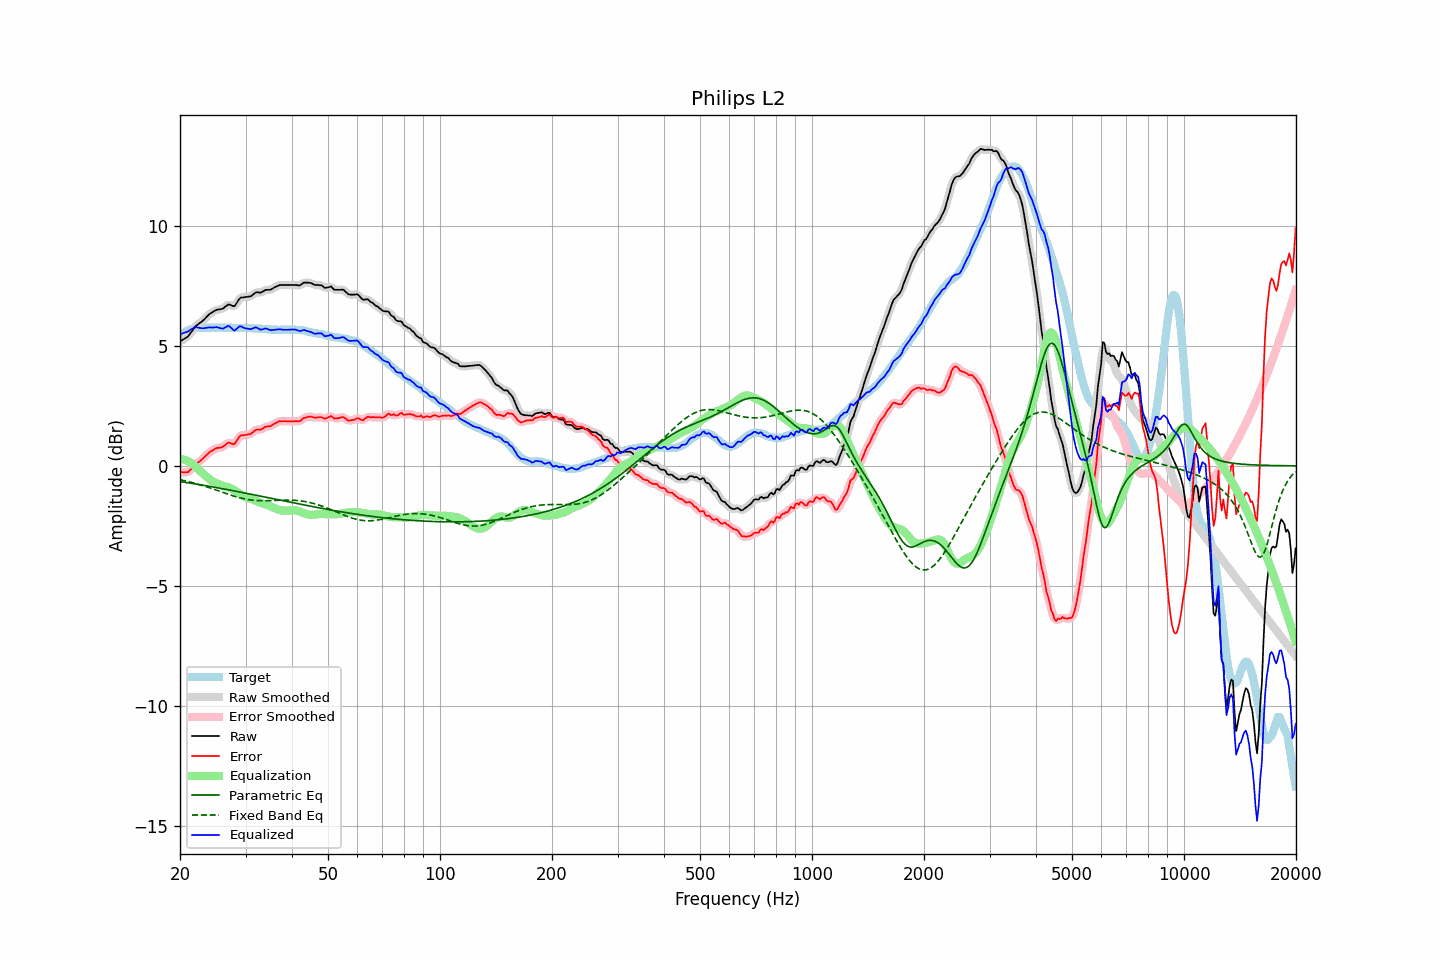 Philips L2
Amplitude (dBr)
10
5
0
−5
−10
−15
Target
Raw Smoothed
Error Smoothed
Raw
Error
Equalization
Parametric Eq
Fixed Band Eq
Equalized
20 50 100 200 500 1000 2000 5000 10000 20000
Frequency (Hz)